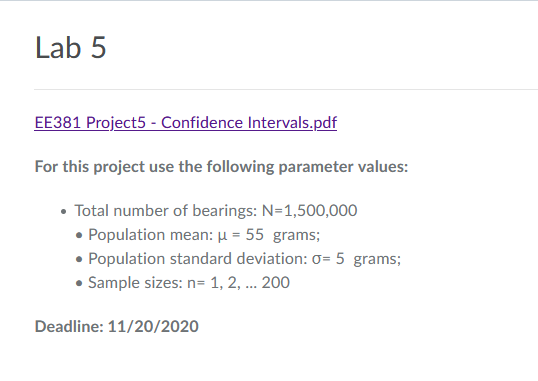 Lab 5
EE381 Project5 - Confidence Intervals.pdf
For this project use the following parameter values:
• Total number of bearings: N=1,500,000
• Population mean: μ = 55  grams;
• Population standard deviation: σ= 5  grams;
• Sample sizes: n= 1, 2, ... 200
Deadline: 11/20/2020